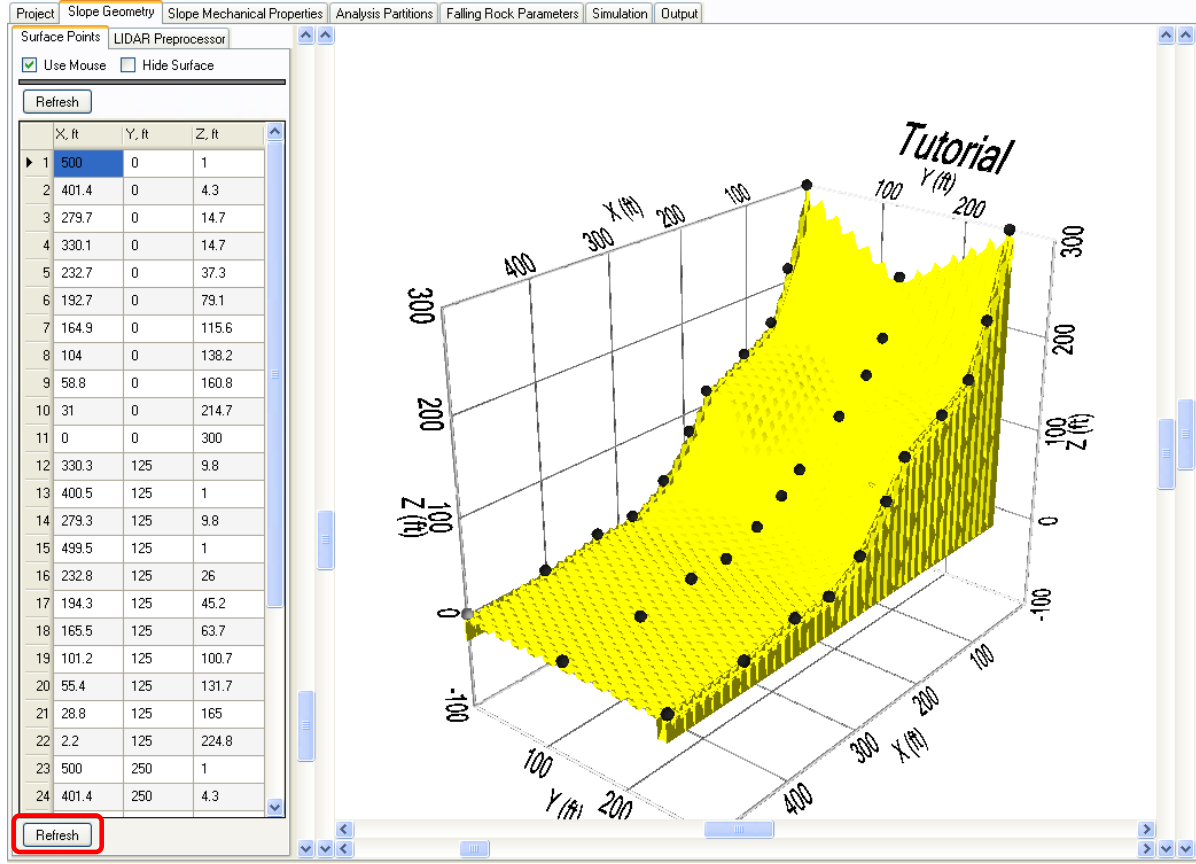 Project Slope Geometry Slope Mechanical Properties Analysis Partitions Falling Rock Parameters Simulation Output
Surface Points LIDAR Preprocessor
Use Mouse Hide Surface
Refresh
X, ft Y, ft Z, ft
1 500 0 1
2 401.4 0 4.3
3 279.7 0 14.7
4 330.1 0 14.7
5 232.7 0 37.3
6 192.7 0 79.1
7 164.9 0 115.6
8 104 0 138.2
9 58.8 0 160.8
10 31 0 214.7
11 0 0 300
12 330.3 125 9.8
13 400.5 125 1
14 279.3 125 9.8
15 499.5 125 1
16 232.8 125 26
17 194.3 125 45.2
18 165.5 125 63.7
19 101.2 125 100.7
20 55.4 125 131.7
21 28.8 125 165
22 2.2 125 224.8
23 500 250 1
24 401.4 250 4.3
Refresh
Tutorial
X (ft)
400 300 200 100
Y (ft)
100 200
Z (ft)
300 200 100 0 -100
Z (ft)
300 200 100 0 -100
Y (ft)
100 200
X (ft)
400 300 200 100